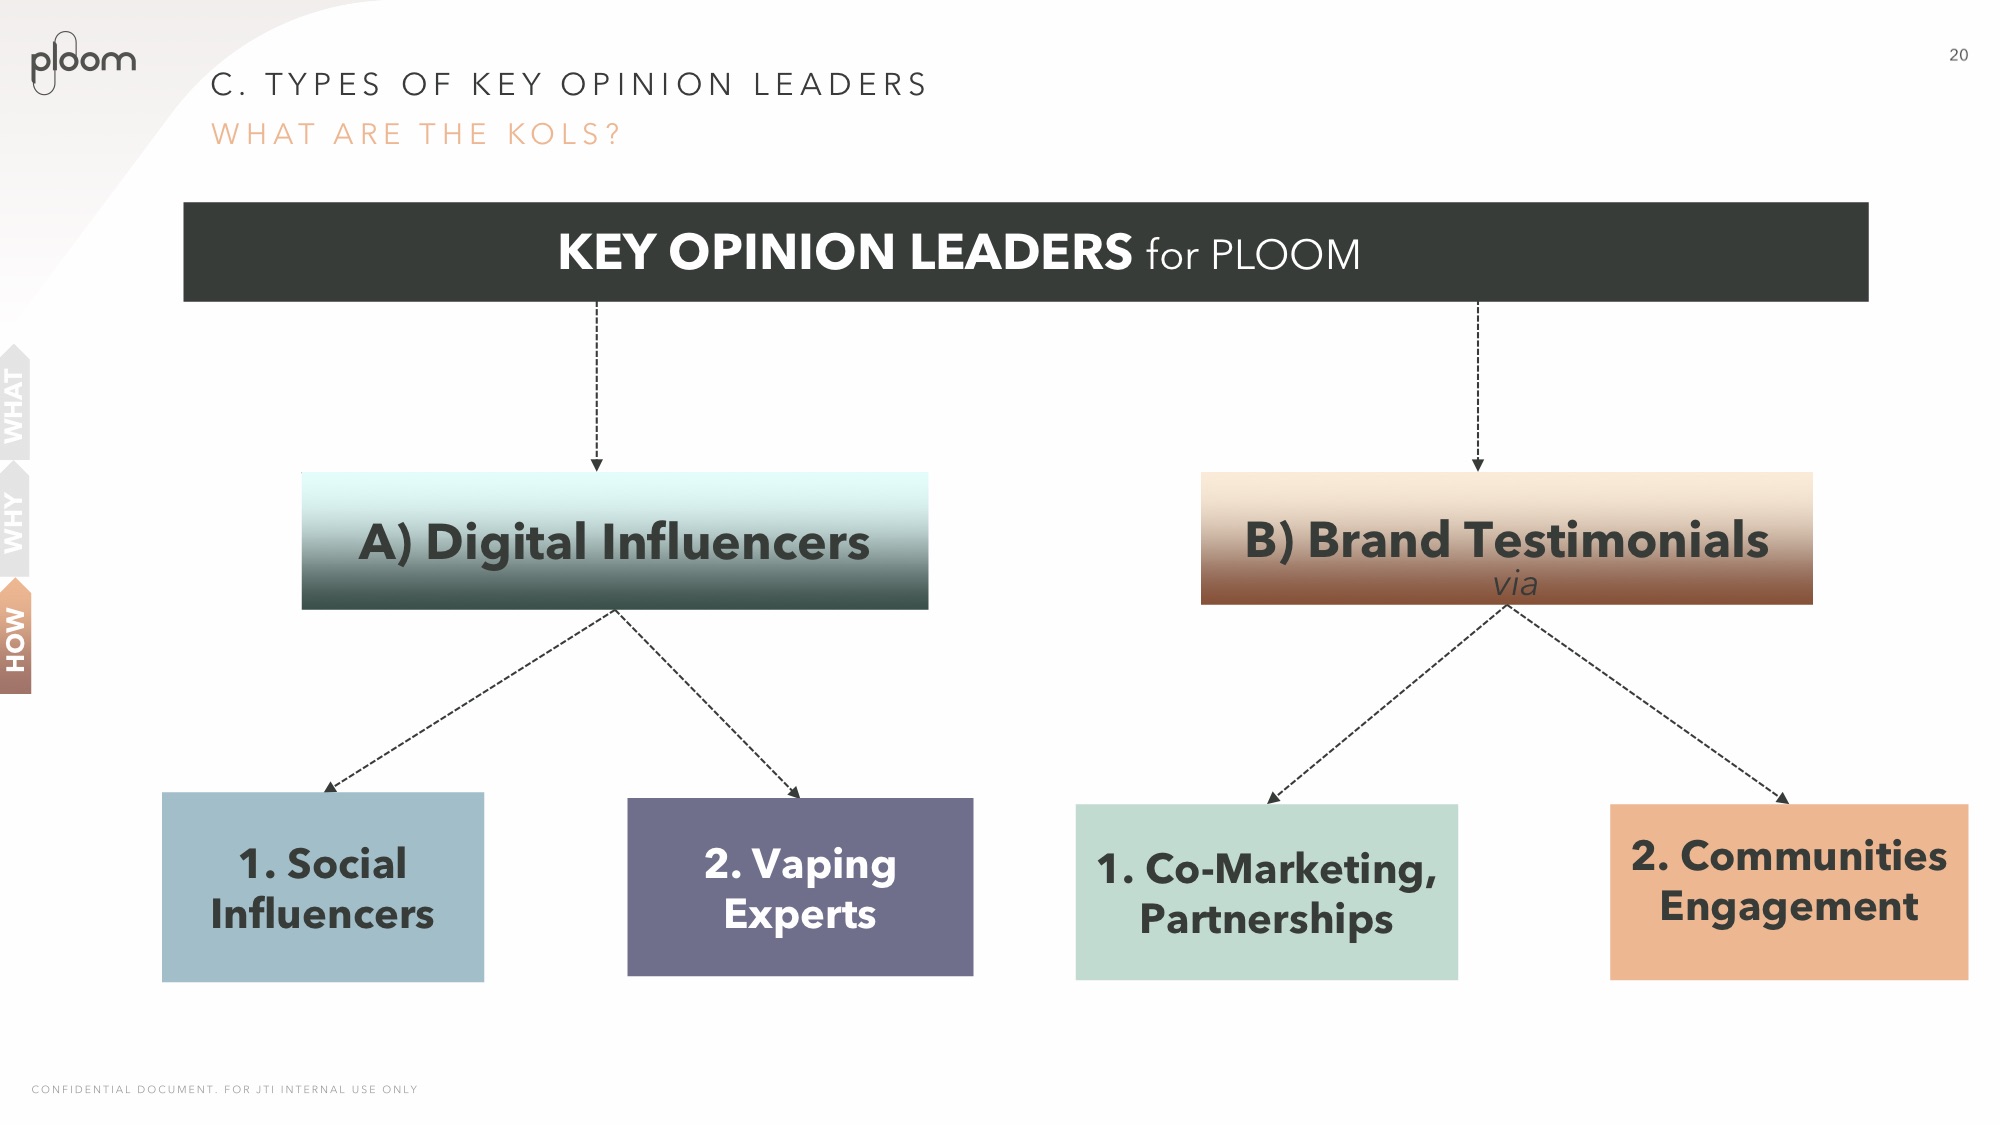 ploom
20
C. TYPES OF KEY OPINION LEADERS
WHAT ARE THE KOLS?
KEY OPINION LEADERS for PLOOM
WHAT
WHY
HOW
A) Digital Influencers
B) Brand Testimonials
via
1. Social
Influencers
2. Vaping
Experts
1. Co-Marketing,
Partnerships
2. Communities
Engagement
CONFIDENTIAL DOCUMENT. FOR JTI INTERNAL USE ONLY